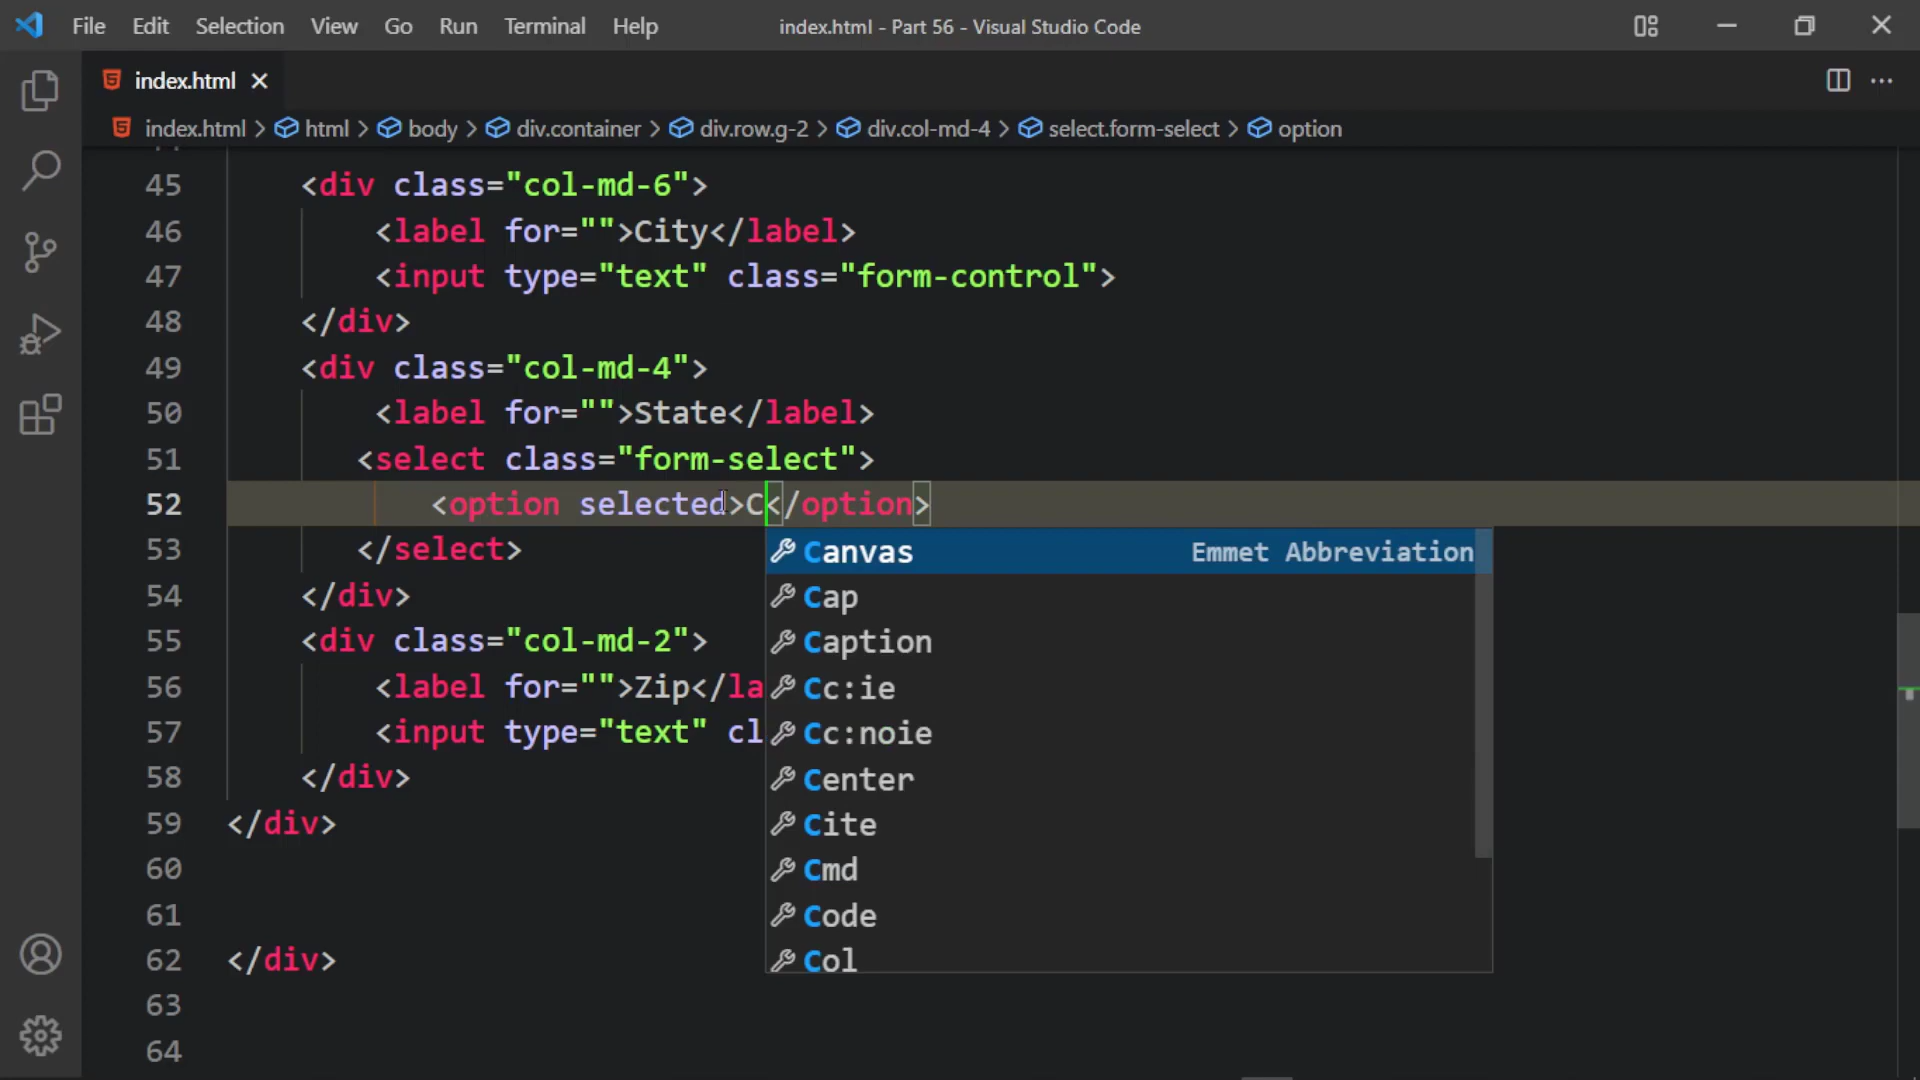 File Edit Selection View Go Run Terminal Help index.html - Part 56 - Visual Studio Code
index.html
index.html > html > body > div.container > div.row.g-2 > div.col-md-4 > select.form-select > option
45 <div class="col-md-6">
46 <label for="">City</label>
47 <input type="text" class="form-control">
48 </div>
49 <div class="col-md-4">
50 <label for="">State</label>
51 <select class="form-select">
52 <option selected>C</option>
53 </select>
54 </div>
55 <div class="col-md-2">
56 <label for="">Zip</la
57 <input type="text" cl
58 </div>
59 </div>
60
61
62 </div>
63
64
Canvas Emmet Abbreviation
Cap
Caption
Cc:ie
Cc:noie
Center
Cite
Cmd
Code
Col